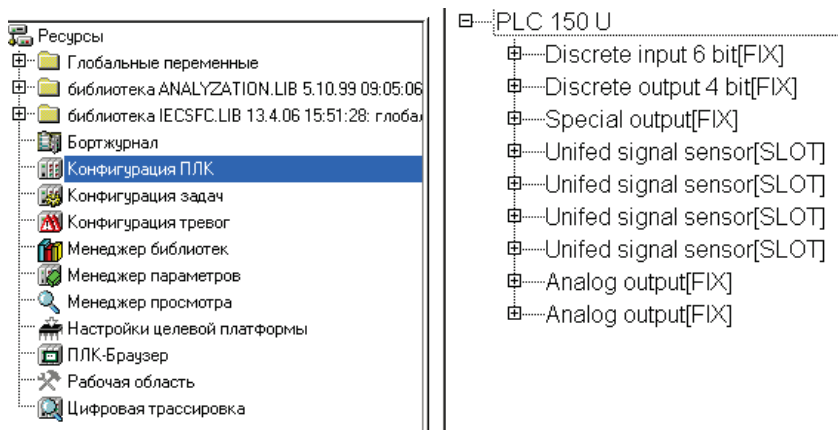 Ресурсы
Глобальные переменные
библиотека ANALYZATION.LIB 5.10.99 09:05:06
библиотека IECSFC.LIB 13.4.06 15:51:28: глоба
Бортжурнал
Конфигурация ПЛК
Конфигурация задач
Конфигурация тревог
Менеджер библиотек
Менеджер параметров
Менеджер просмотра
Настройки целевой платформы
ПЛК-Браузер
Рабочая область
Цифровая трассировка
PLC 150 U
Discrete input 6 bit[FIX]
Discrete output 4 bit[FIX]
Special output[FIX]
Unifed signal sensor[SLOT]
Unifed signal sensor[SLOT]
Unifed signal sensor[SLOT]
Unifed signal sensor[SLOT]
Analog output[FIX]
Analog output[FIX]